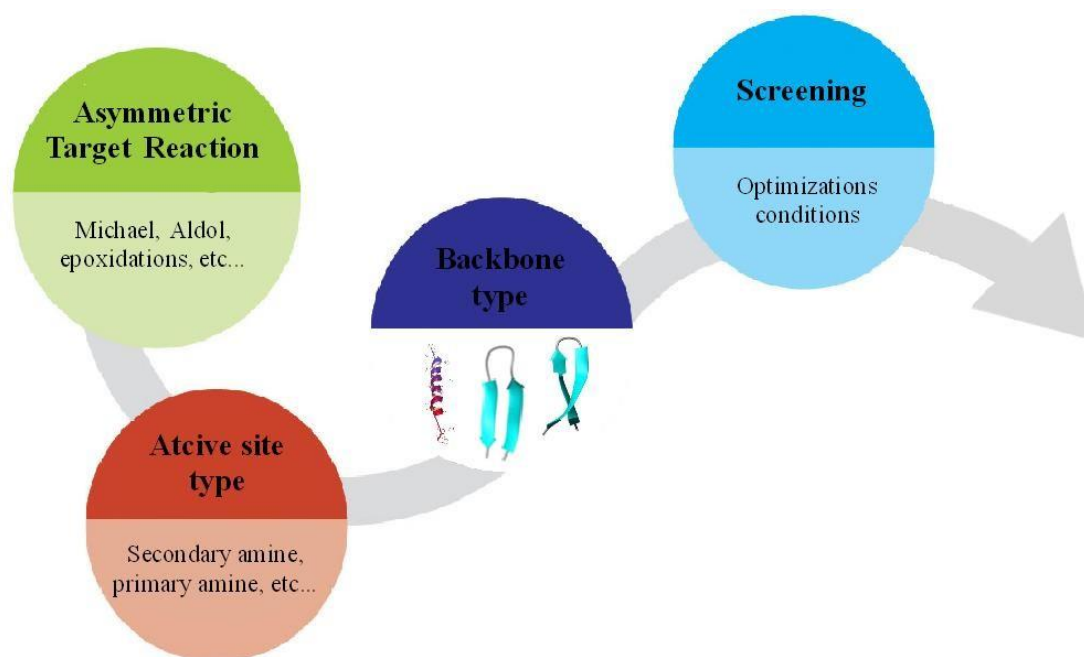 Asymmetric
Target Reaction
Michael, Aldol,
epoxidations, etc...
Atcive site
type
Secondary amine,
primary amine, etc...
Backbone
type
Screening
Optimizations
conditions